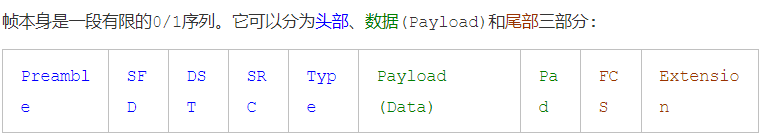 帧本身是一段有限的0/1序列。它可以分为头部、数据(Payload)和尾部三部分:
Preambl SF DS SR Typ Payload Pa FC Extensio
e D T C e (Data) d S n